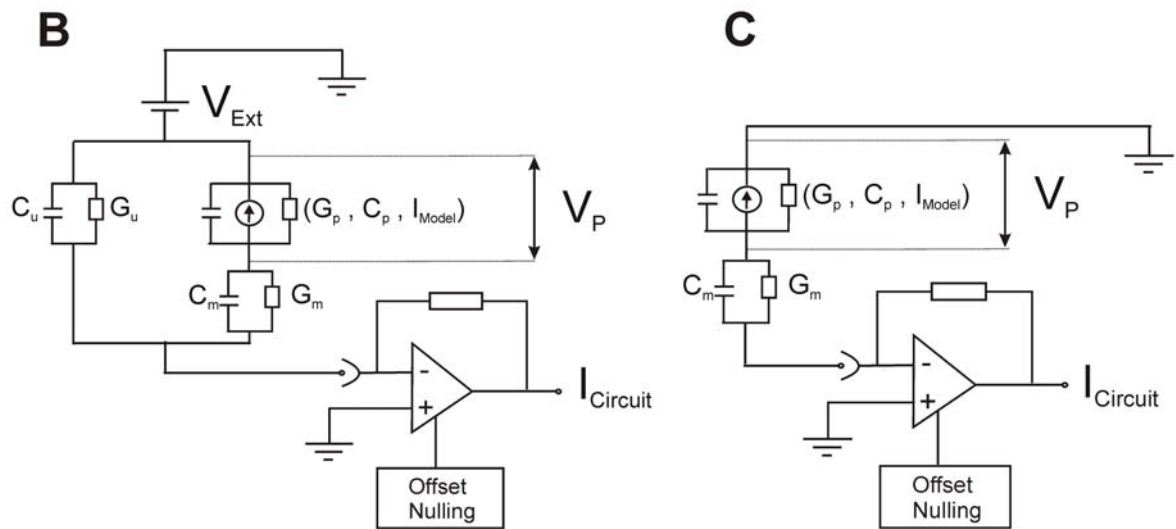 B
V_Ext
C_u
G_u
(G_p , C_p , I_Model)
V_P
C_m
G_m
-
+
I_Circuit
Offset
Nulling
C
(G_p , C_p , I_Model)
V_P
C_m
G_m
-
+
I_Circuit
Offset
Nulling